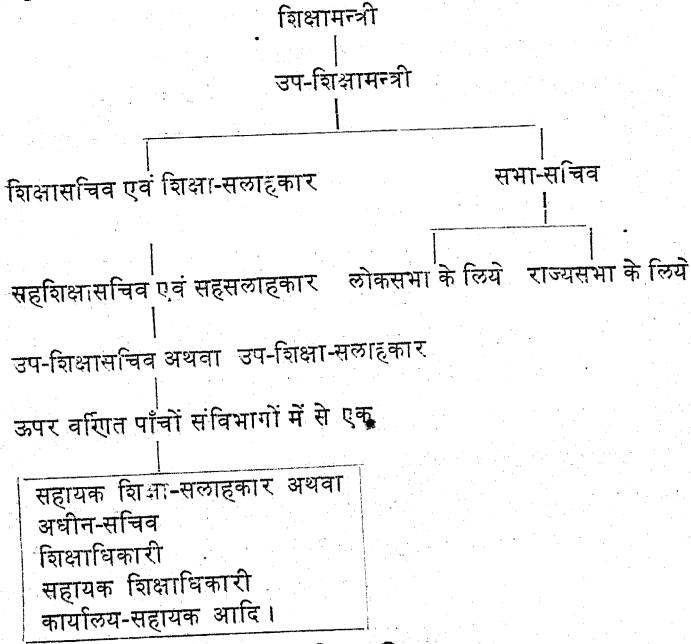 शिक्षामन्त्री
उप-शिक्षामन्त्री
शिक्षासचिव एवं शिक्षा-सलाहकार
सभा-सचिव
सहशिक्षासचिव एवं सहसलाहकार
लोकसभा के लिये
राज्यसभा के लिये
उप-शिक्षासचिव अथवा उप-शिक्षा-सलाहकार
ऊपर वर्णित पाँचों संविभागों में से एक
सहायक शिक्षा-सलाहकार अथवा
अधीन-सचिव
शिक्षाधिकारी
सहायक शिक्षाधिकारी
कार्यालय-सहायक आदि।